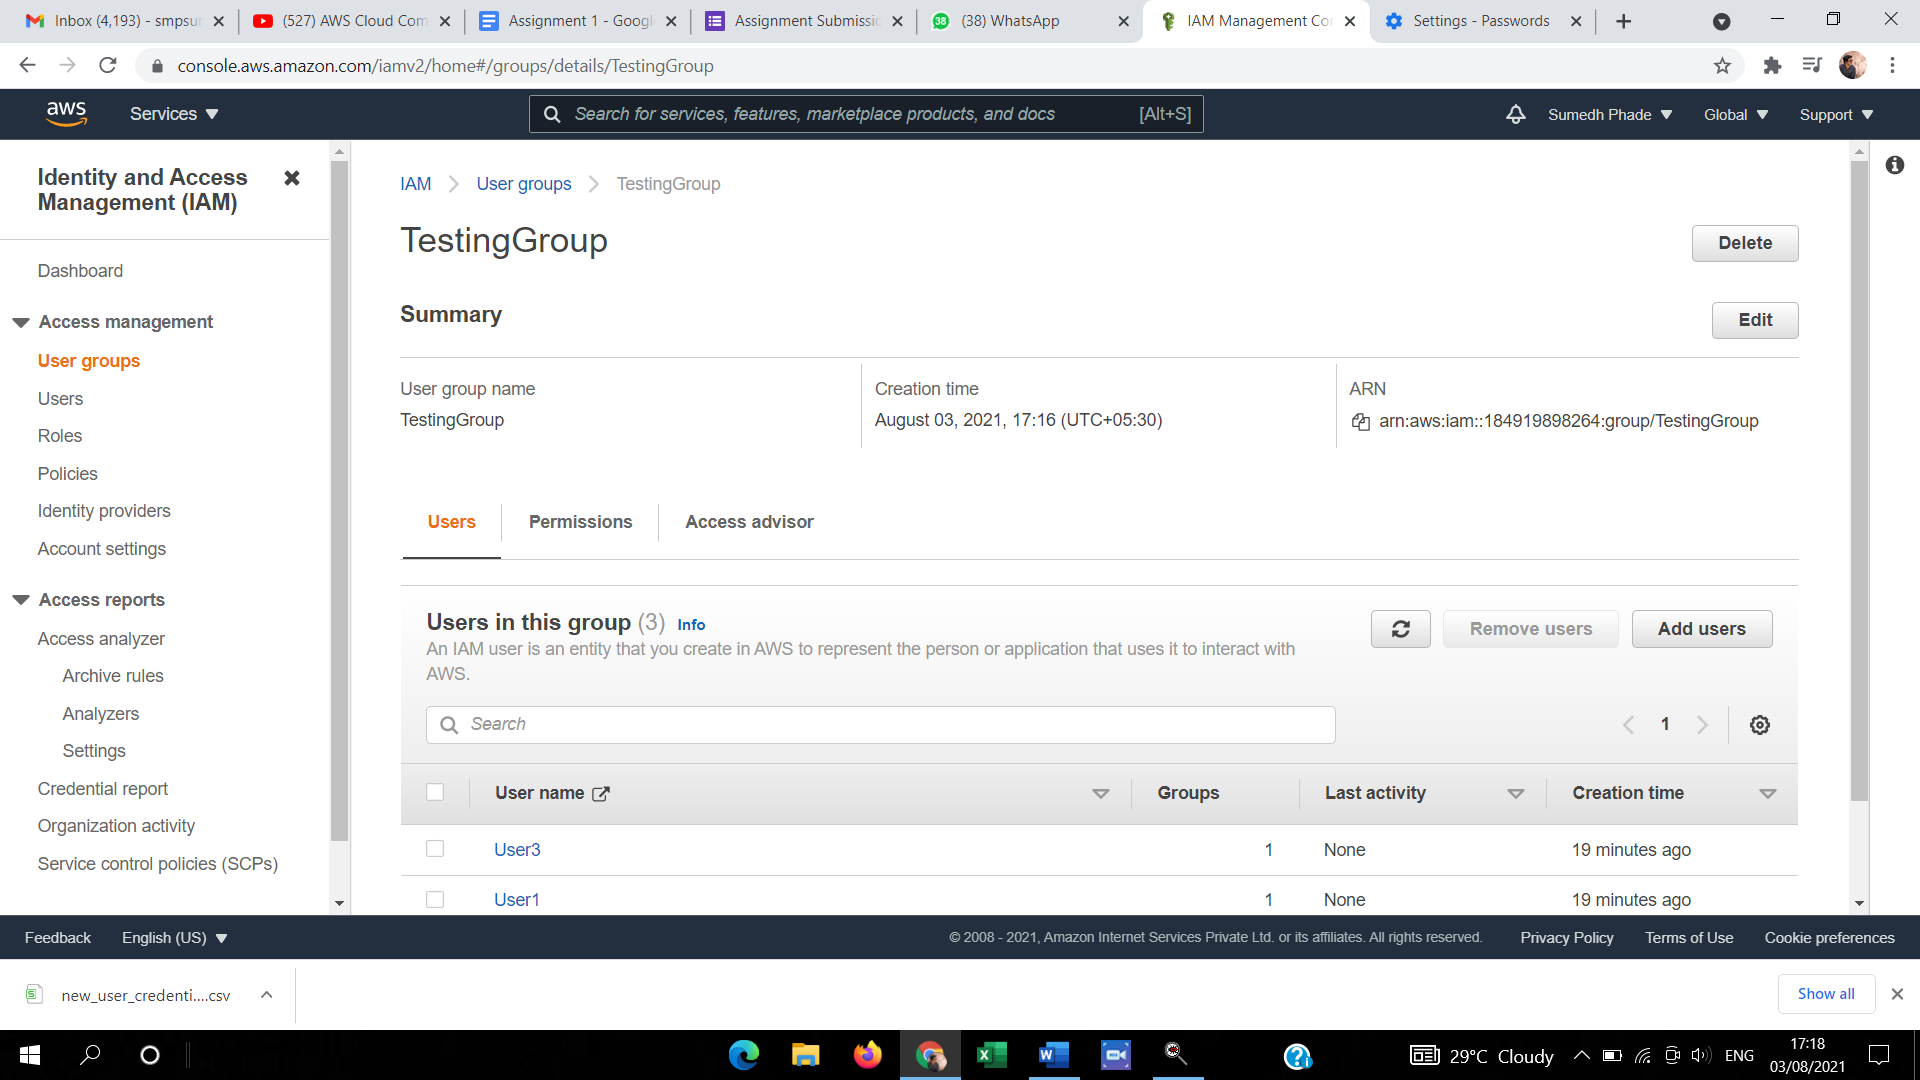 Inbox (4,193) - smpsur
(527) AWS Cloud Com
Assignment 1 - Googl
Assignment Submissic
(38) WhatsApp
IAM Management Co
Settings - Passwords
console.aws.amazon.com/iamv2/home#/groups/details/TestingGroup
aws
Services
Search for services, features, marketplace products, and docs
[Alt+S]
Sumedh Phade
Global
Support
Identity and Access
Management (IAM)
Dashboard
Access management
User groups
Users
Roles
Policies
Identity providers
Account settings
Access reports
Access analyzer
Archive rules
Analyzers
Settings
Credential report
Organization activity
Service control policies (SCPs)
IAM
User groups
TestingGroup
TestingGroup
Delete
Summary
Edit
User group name
TestingGroup
Creation time
August 03, 2021, 17:16 (UTC+05:30)
ARN
arn:aws:iam::184919898264:group/TestingGroup
Users
Permissions
Access advisor
Users in this group (3) Info
An IAM user is an entity that you create in AWS to represent the person or application that uses it to interact with
AWS.
Remove users
Add users
Search
1
User name
Groups
Last activity
Creation time
User3
1
None
19 minutes ago
User1
1
None
19 minutes ago
Feedback
English (US)
© 2008 - 2021, Amazon Internet Services Private Ltd. or its affiliates. All rights reserved.
Privacy Policy
Terms of Use
Cookie preferences
new_user_credenti....csv
Show all
29°C Cloudy
ENG
17:18
03/08/2021